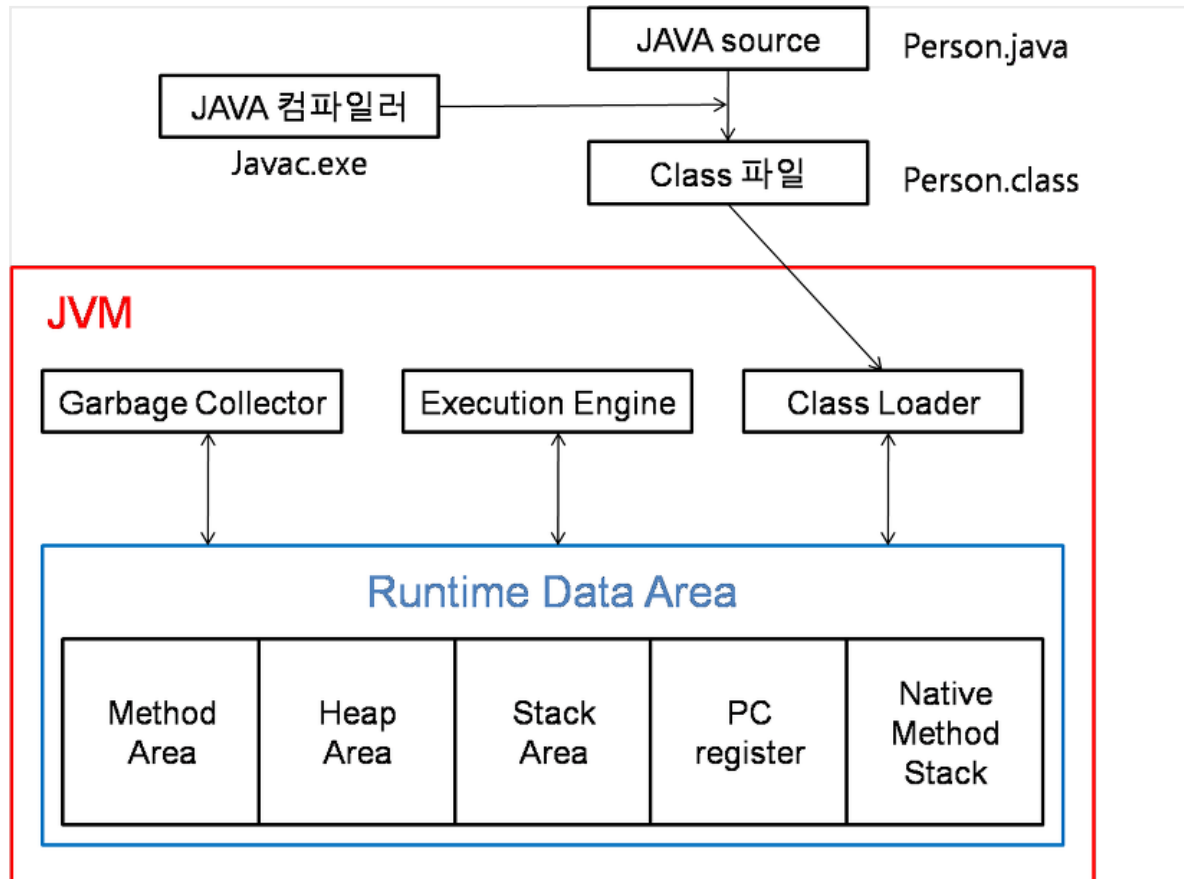 JAVA source
Person.java
JAVA 컴파일러
Javac.exe
Class 파일
Person.class
JVM
Garbage Collector
Execution Engine
Class Loader
Runtime Data Area
Method
Area
Heap
Area
Stack
Area
PC
register
Native
Method
Stack